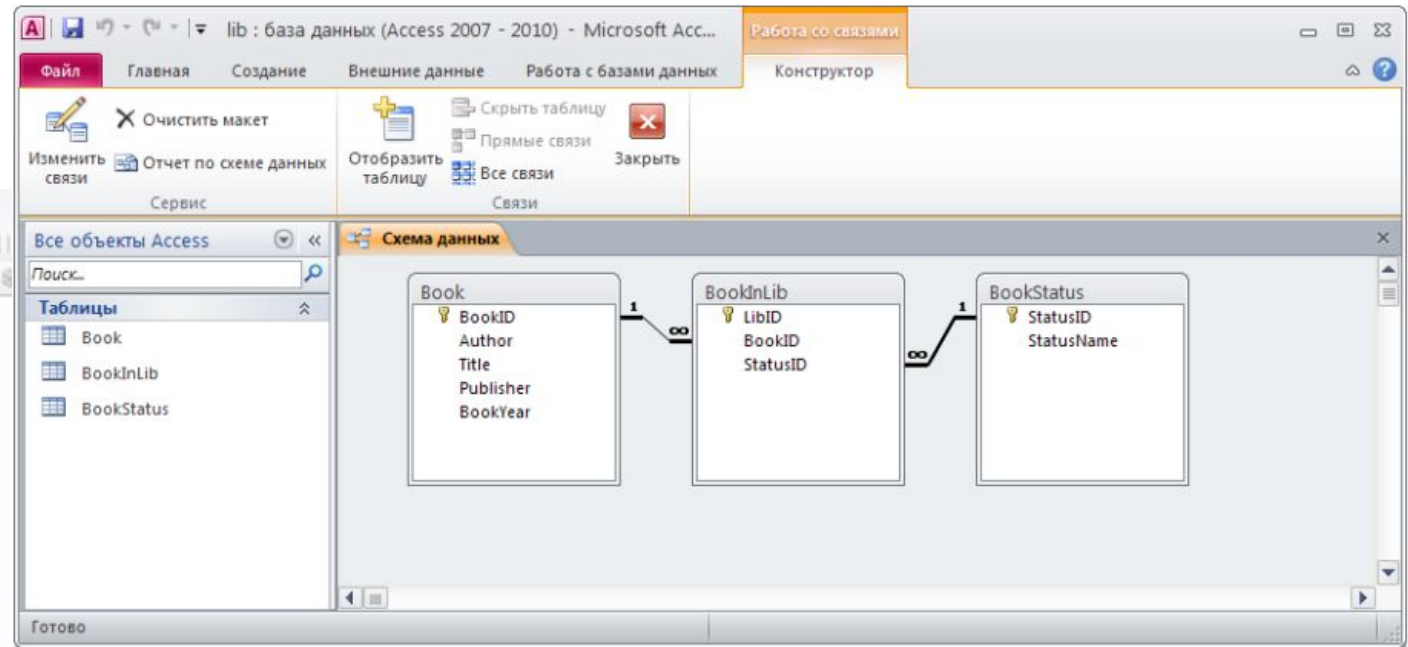 lib : база данных (Access 2007 - 2010) - Microsoft Acc...
Работа со связями
Файл Главная Создание Внешние данные Работа с базами данных Конструктор
Изменить связи
Очистить макет
Отчет по схеме данных
Сервис
Отобразить таблицу
Скрыть таблицу
Прямые связи
Все связи
Закрыть
Связи
Все объекты Access
Поиск...
Таблицы
Book
BookInLib
BookStatus
Схема данных
Book
BookID
Author
Title
Publisher
BookYear
1
∞
BookInLib
LibID
BookID
StatusID
∞
1
BookStatus
StatusID
StatusName
Готово